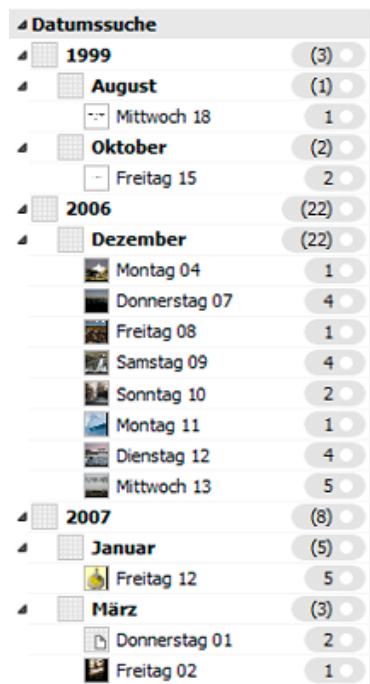 Datumssuche
1999 (3)
August (1)
Mittwoch 18 1
Oktober (2)
Freitag 15 2
2006 (22)
Dezember (22)
Montag 04 1
Donnerstag 07 4
Freitag 08 1
Samstag 09 4
Sonntag 10 2
Montag 11 1
Dienstag 12 4
Mittwoch 13 5
2007 (8)
Januar (5)
Freitag 12 5
März (3)
Donnerstag 01 2
Freitag 02 1